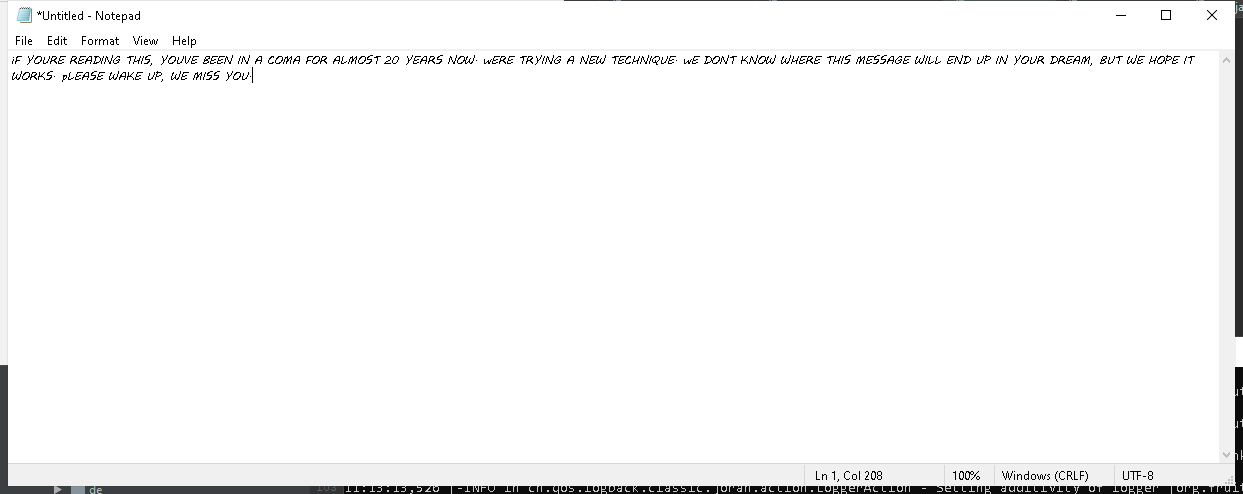 *Untitled - Notepad
File Edit Format View Help
iF YOURE READING THIS, YOUVE BEEN IN A COMA FOR ALMOST 20 YEARS NOW. wERE TRYING A NEW TECHNIQUE. wE DONT KNOW WHERE THIS MESSAGE WILL END UP IN YOUR DREAM, BUT WE HOPE IT
WORKS. pLEASE WAKE UP, WE MISS YOU.
Ln 1, Col 208 100% Windows (CRLF) UTF-8
de 11:13:13,526 |-INFO in ch.qos.logback.classic.joran.action.LoggerAction - Setting additivity of logger